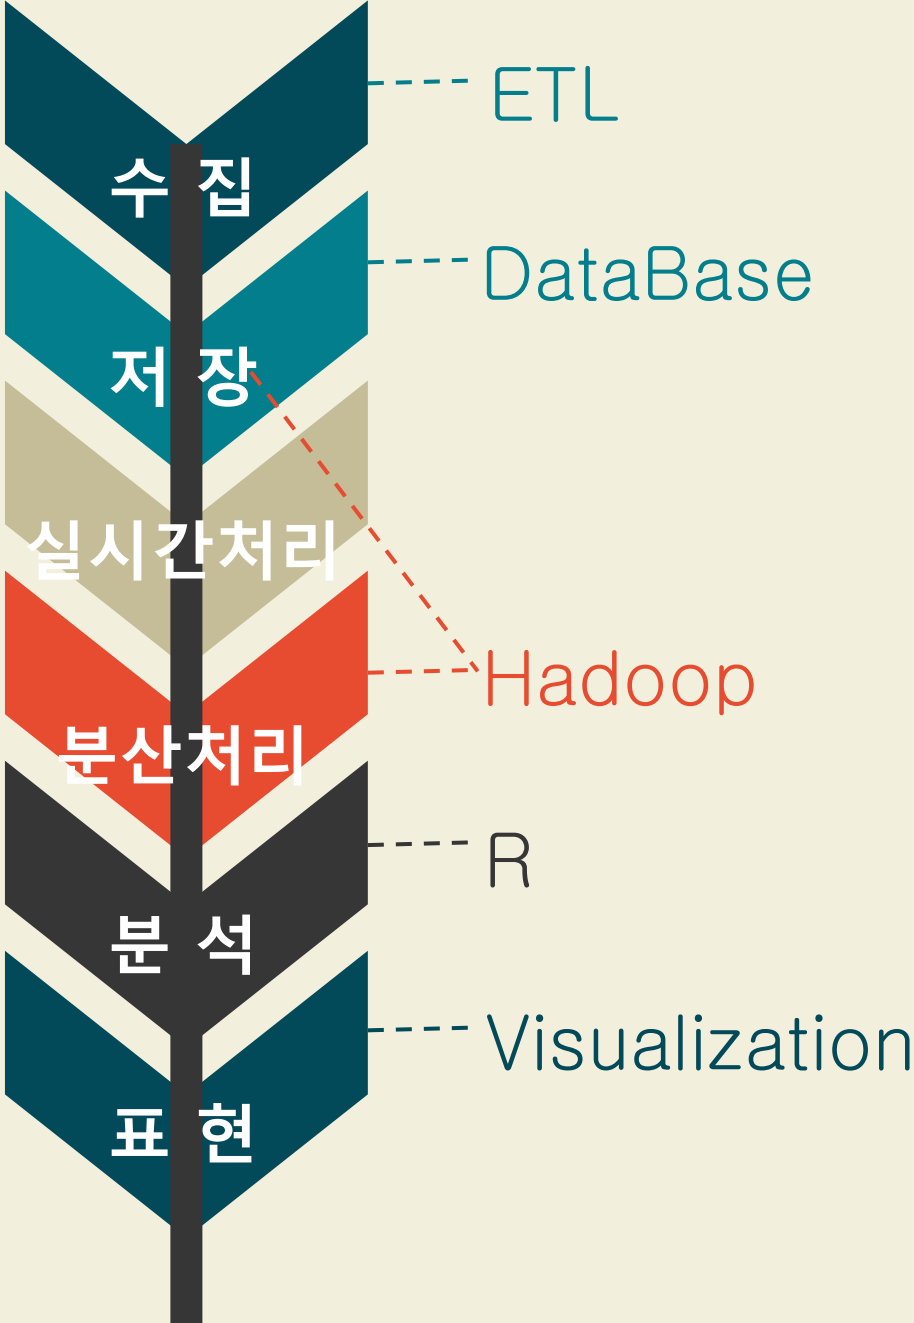 수 집
ETL
저 장
DataBase
실시간처리
분산처리
Hadoop
분 석
R
표 현
Visualization